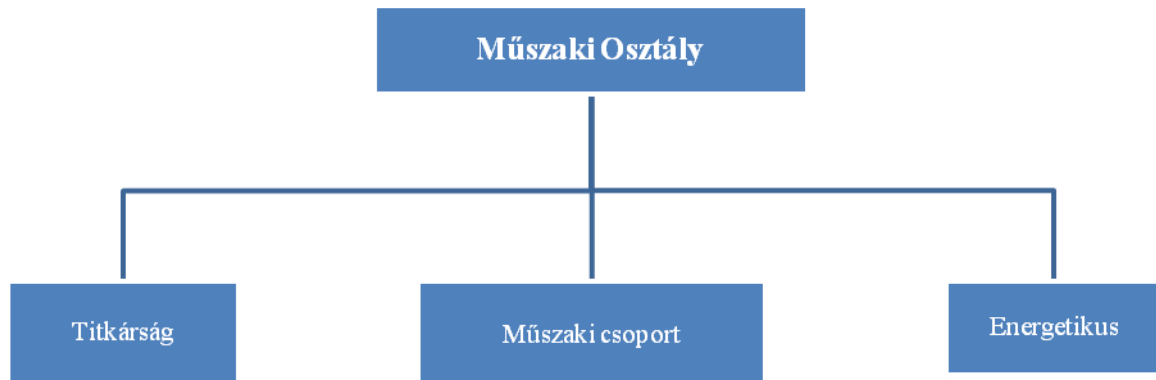 Műszaki Osztály
Titkárság
Műszaki csoport
Energetikus